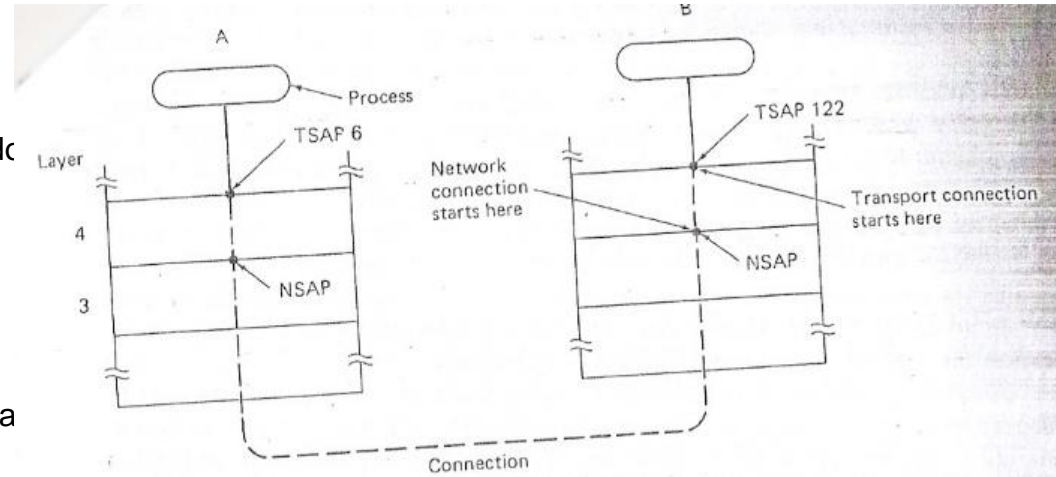 A
B
Process
TSAP 6
TSAP 122
Layer
Network
connection
starts here
Transport connection
starts here
4
NSAP
NSAP
3
Connection